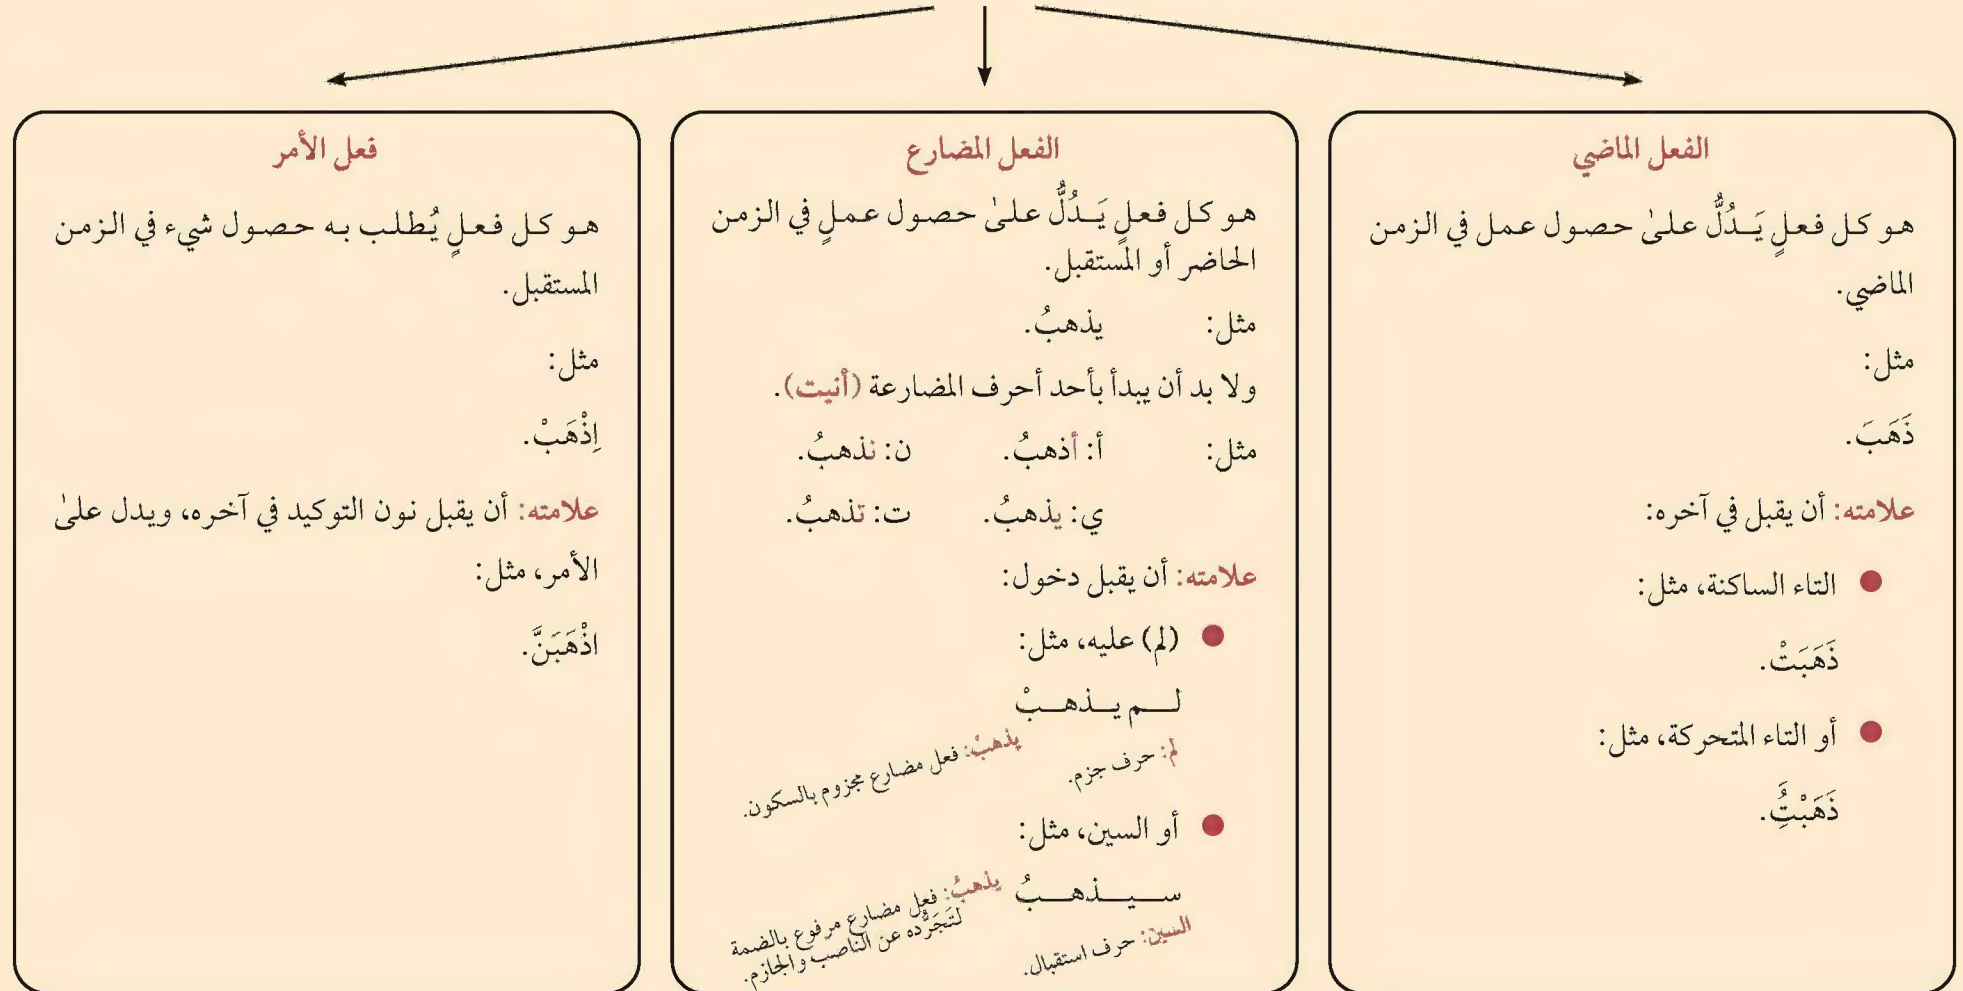 الفعل الماضي
هو كل فعلٍ يَدُلُّ علىٰ حصول عمل في الزمن
الماضي.
مثل:
ذَهَبَ.
علامته: أن يقبل في آخره:
● التاء الساكنة، مثل:
ذَهَبَتْ.
● أو التاء المتحركة، مثل:
ذَهَبْتَُِ.
الفعل المضارع
هو كل فعلٍ يَدُلُّ علىٰ حصول عملٍ في الزمن
الحاضر أو المُستقبل.
مثل: يذهبُ.
ولا بد أن يبدأ بأحد أحرف المضارعة (أنيت).
مثل: أ: أذهبُ. ن: نذهبُ.
ي: يذهبُ. ت: تذهبُ.
علامته: أن يقبل دخول:
● (لم) عليه، مثل:
لم يذهبْ
لم: حرف جزم. يذهبْ: فعل مضارع مجزوم بالسكون.
● أو السين، مثل:
سيذهبُ
السين: حرف استقبال.
يذهبُ: فعل مضارع مرفوع بالضمة
لتَجَرُّده عن الناصب والجازم.
فعل الأمر
هو كل فعلٍ يُطلب به حصول شيء في الزمن
المستقبل.
مثل:
اِذْهَبْ.
علامته: أن يقبل نون التوكيد في آخره، ويدل علىٰ
الأمر، مثل:
اذْهَبَنَّ.